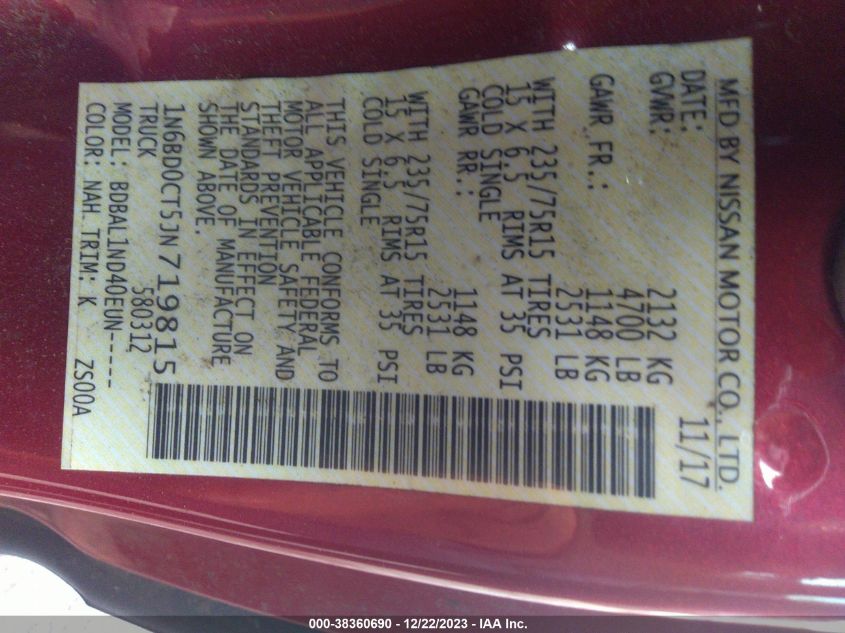 MFD BY NISSAN MOTOR CO., LTD.
DATE: 11/17
GVWR: 2132 KG
4700 LB
GAWR FR.: 1148 KG
2531 LB
WITH 235/75R15 TIRES
15 X 6.5 RIMS AT 35 PSI
COLD SINGLE
GAWR RR.: 1148 KG
2531 LB
WITH 235/75R15 TIRES
15 X 6.5 RIMS AT 35 PSI
COLD SINGLE
THIS VEHICLE CONFORMS TO
ALL APPLICABLE FEDERAL
MOTOR VEHICLE SAFETY AND
THEFT PREVENTION
STANDARDS IN EFFECT ON
THE DATE OF MANUFACTURE
SHOWN ABOVE.
1N6BD0CT5JN719815
TRUCK 580312
MODEL: BDBAL1ND40EUN-----
COLOR: NAH TRIM: K ZS00A
000-38360690 - 12/22/2023 - IAA Inc.